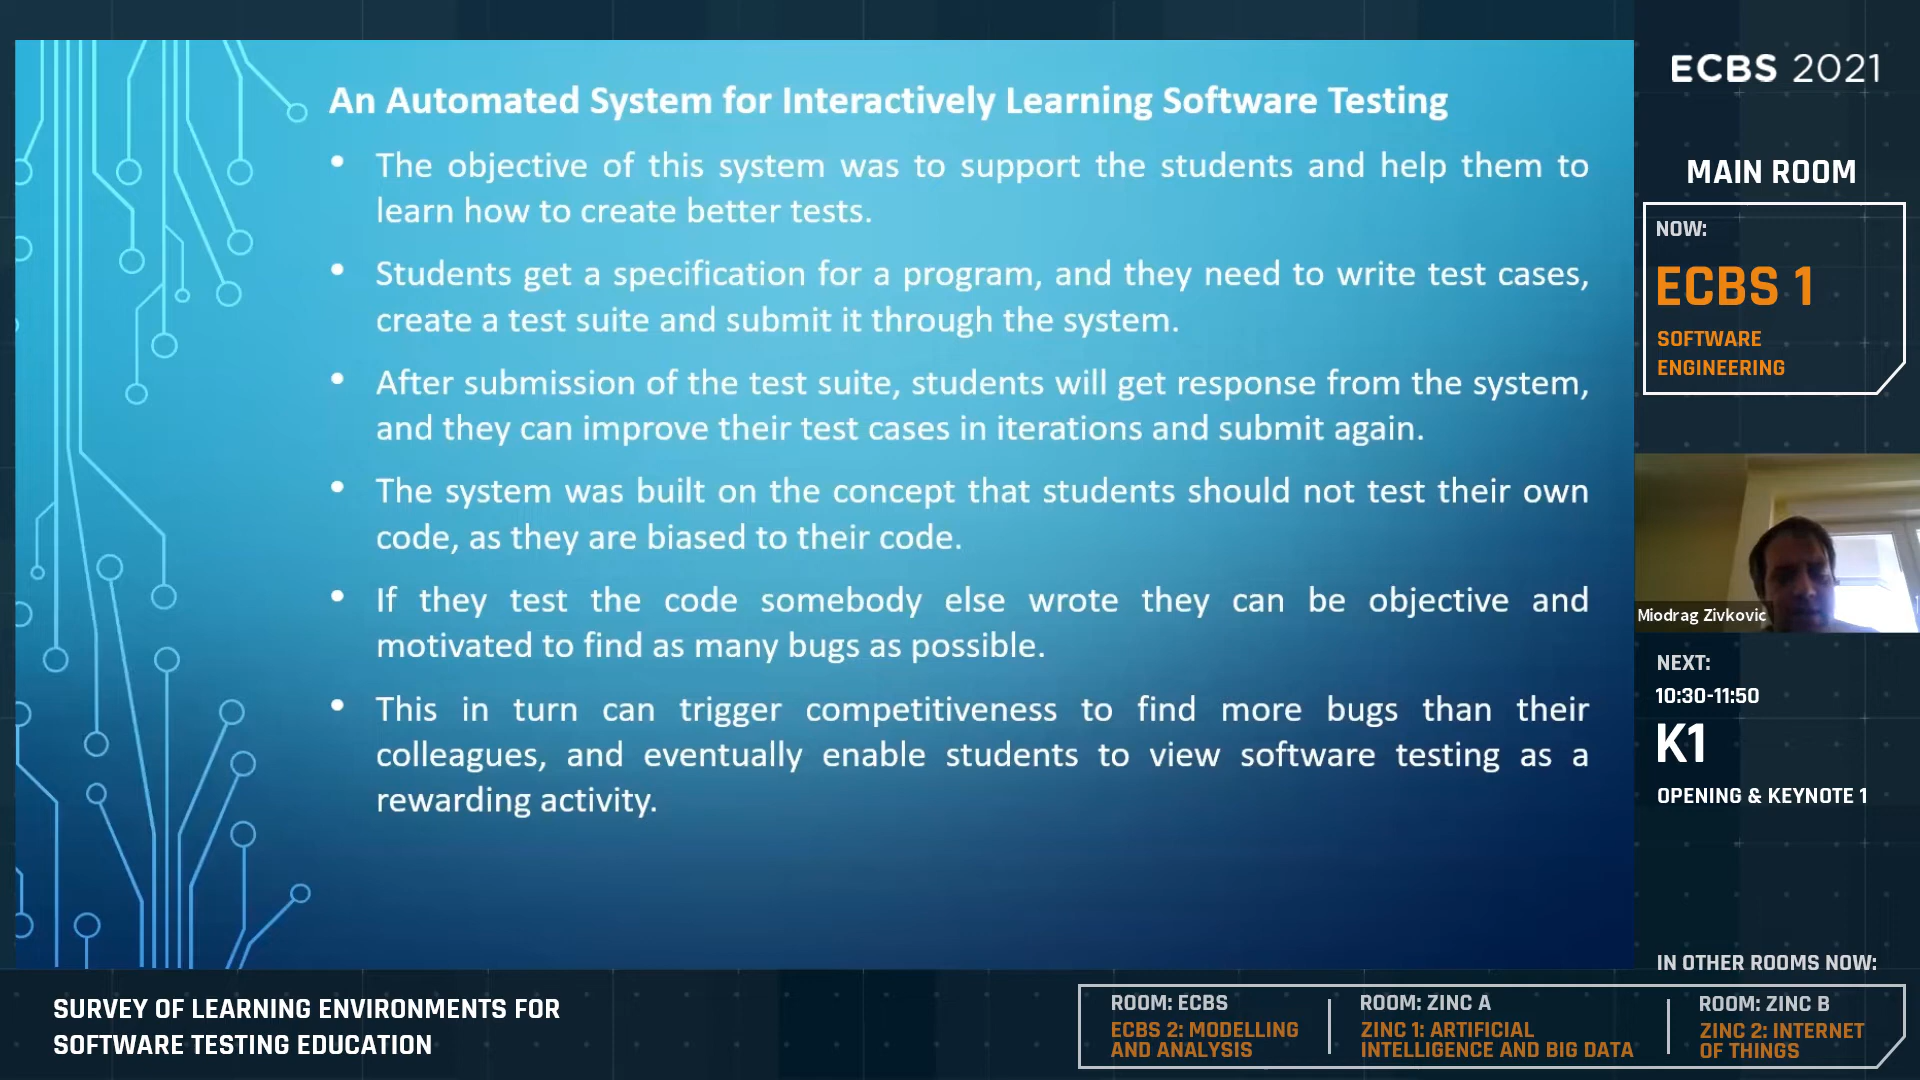 An Automated System for Interactively Learning Software Testing
• The objective of this system was to support the students and help them to
learn how to create better tests.
• Students get a specification for a program, and they need to write test cases,
create a test suite and submit it through the system.
• After submission of the test suite, students will get response from the system,
and they can improve their test cases in iterations and submit again.
• The system was built on the concept that students should not test their own
code, as they are biased to their code.
• If they test the code somebody else wrote they can be objective and
motivated to find as many bugs as possible.
• This in turn can trigger competitiveness to find more bugs than their
colleagues, and eventually enable students to view software testing as a
rewarding activity.
ECBS 2021
MAIN ROOM
NOW:
ECBS 1
SOFTWARE
ENGINEERING
Miodrag Zivkovic
NEXT:
10:30-11:50
K1
OPENING & KEYNOTE 1
IN OTHER ROOMS NOW:
SURVEY OF LEARNING ENVIRONMENTS FOR
SOFTWARE TESTING EDUCATION
ROOM: ECBS
ECBS 2: MODELLING
AND ANALYSIS
ROOM: ZINC A
ZINC 1: ARTIFICIAL
INTELLIGENCE AND BIG DATA
ROOM: ZINC B
ZINC 2: INTERNET
OF THINGS